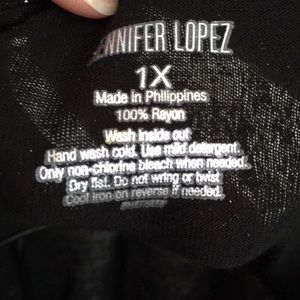 JENNIFER LOPEZ
1X
Made in Philippines
100% Rayon
Wash inside out
Hand wash cold. Use mild detergent.
Only non-chlorine bleach when needed.
Dry flat. Do not wring or twist
Cool iron on reverse if needed.